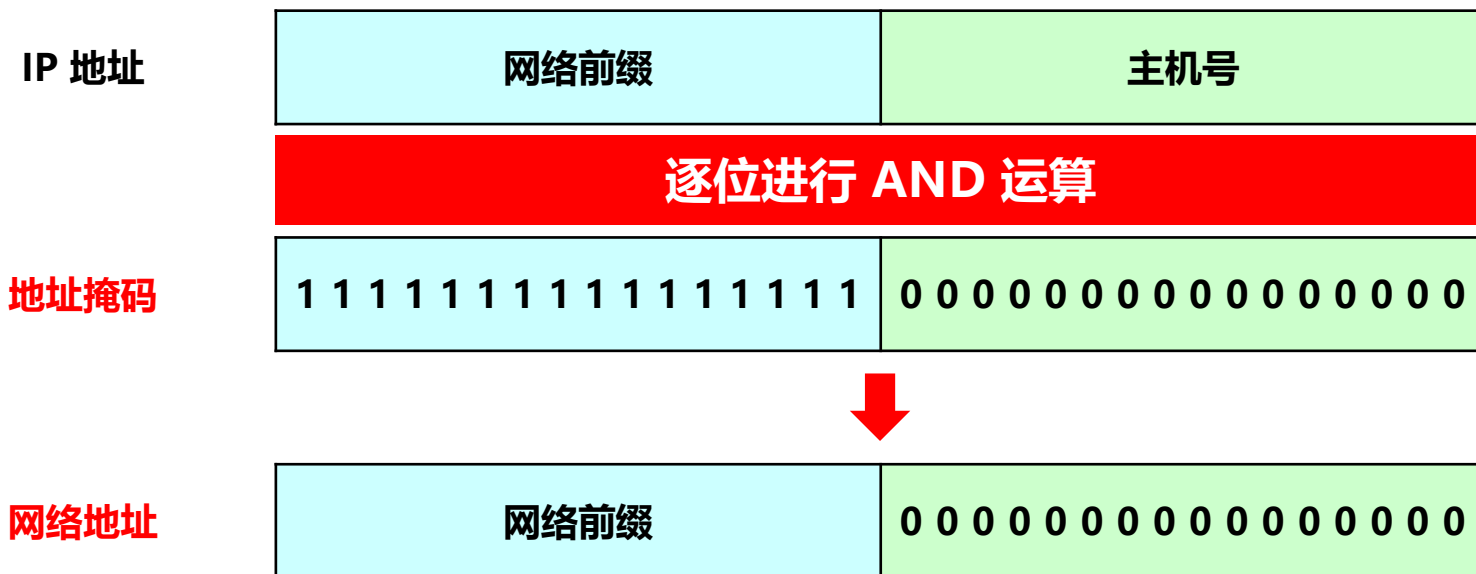 IP 地址 网络前缀 主机号
逐位进行 AND 运算
地址掩码 1 1 1 1 1 1 1 1 1 1 1 1 1 1 1 1 0 0 0 0 0 0 0 0 0 0 0 0 0 0 0 0
网络地址 网络前缀 0 0 0 0 0 0 0 0 0 0 0 0 0 0 0 0